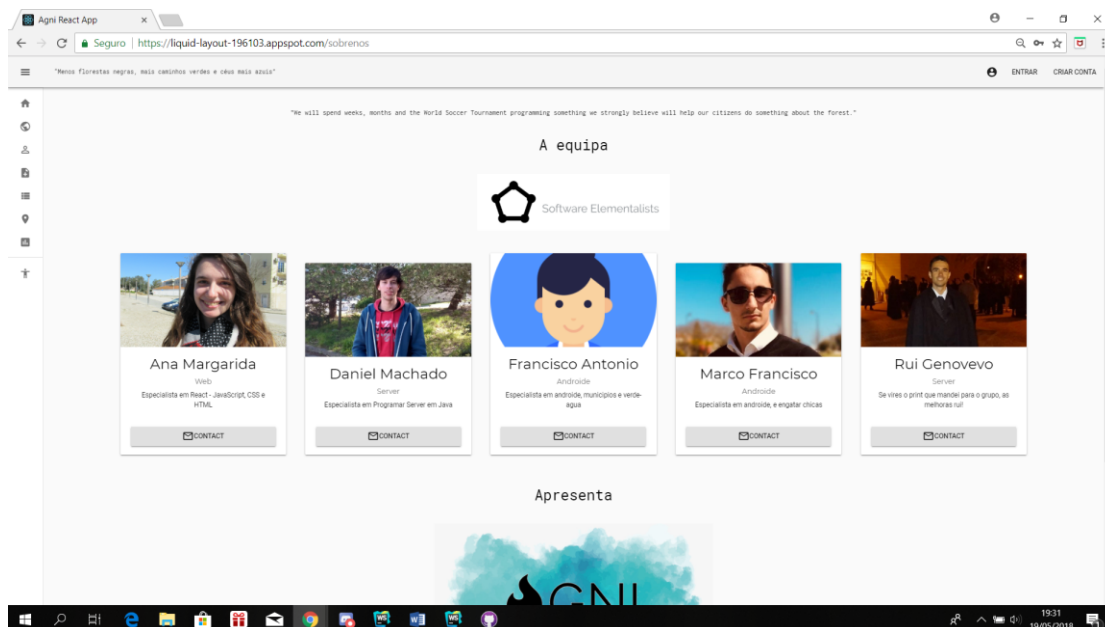 Agni React App
Seguro | https://liquid-layout-196103.appspot.com/sobrenos
"Menos florestas negras, mais caminhos verdes e céus mais azuis"
ENTRAR CRIAR CONTA
"We will spend weeks, months and the World Soccer Tournament programming something we strongly believe will help our citizens do something about the forest."
A equipa
Software Elementalists
Ana Margarida
Web
Especialista em React - JavaScript, CSS e
HTML
CONTACT
Daniel Machado
Server
Especialista em Programar Server em Java
CONTACT
Francisco Antonio
Androide
Especialista em androide, municipios e verde-
agua
CONTACT
Marco Francisco
Androide
Especialista em androide, e engatar chicas
CONTACT
Rui Genovevo
Server
Se vires o print que mandei para o grupo, as
melhoras rui!
CONTACT
Apresenta
AGNI
19:31
19/05/2018